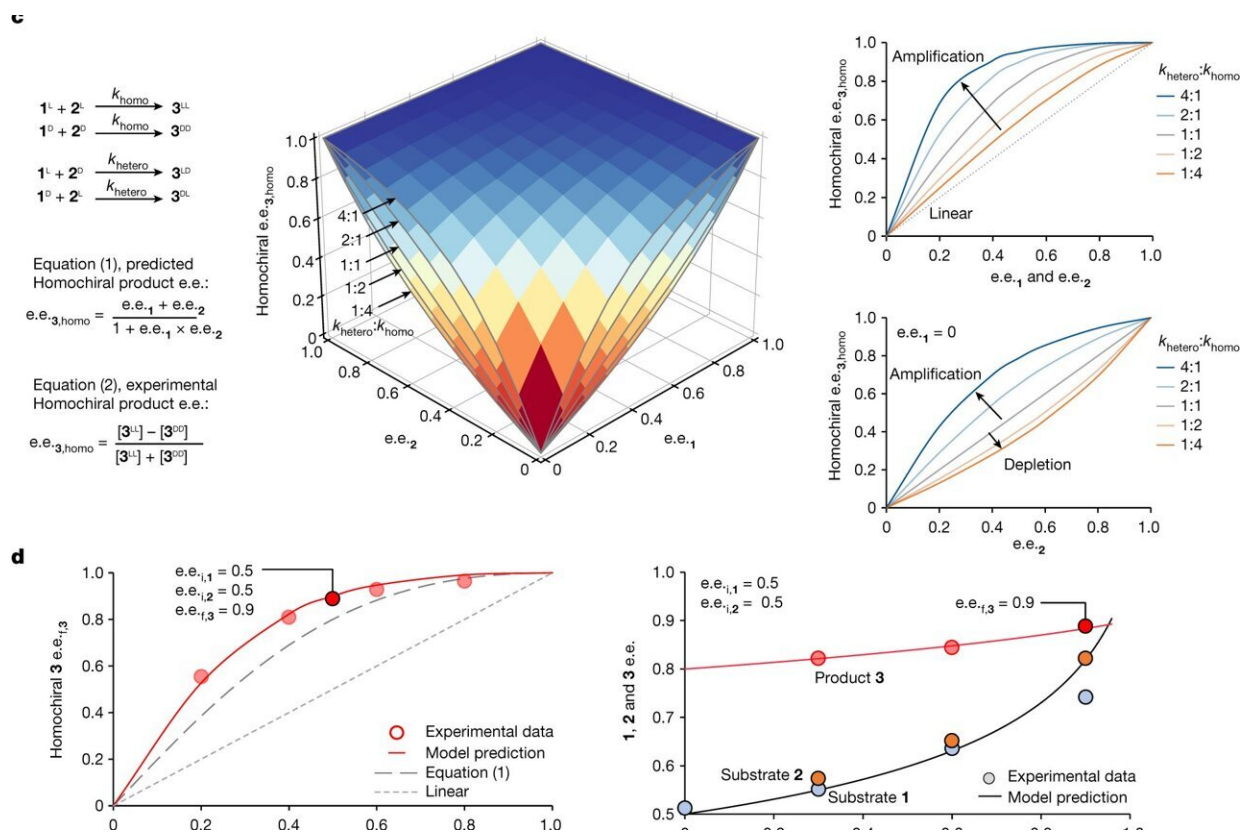 c
1ᴸ + 2ᴸ k_homo 3ᴸᴸ
1ᴰ + 2ᴰ k_homo 3ᴰᴰ
1ᴸ + 2ᴰ k_hetero 3ᴸᴰ
1ᴰ + 2ᴸ k_hetero 3ᴰᴸ
Equation (1), predicted
Homochiral product e.e.:
e.e.₃,homo = (e.e.₁ + e.e.₂) / (1 + e.e.₁ × e.e.₂)
Equation (2), experimental
Homochiral product e.e.:
e.e.₃,homo = ([3ᴸᴸ] − [3ᴰᴰ]) / ([3ᴸᴸ] + [3ᴰᴰ])
Homochiral e.e.₃,homo
1.0
0.8
0.6
0.4
0.2
0
4:1
2:1
1:1
1:2
1:4
k_hetero:k_homo
1.0
0.8
0.6
0.4
0.2
0
e.e.₂
0
0.2
0.4
0.6
0.8
1.0
e.e.₁
Homochiral e.e.₃,homo
1.0
0.8
0.6
0.4
0.2
0
Amplification
Linear
0 0.2 0.4 0.6 0.8 1.0
e.e.₁ and e.e.₂
k_hetero:k_homo
4:1
2:1
1:1
1:2
1:4
Homochiral e.e.₃,homo
1.0
0.8
0.6
0.4
0.2
0
e.e.₁ = 0
Amplification
Depletion
0 0.2 0.4 0.6 0.8 1.0
e.e.₂
k_hetero:k_homo
4:1
2:1
1:1
1:2
1:4
d
Homochiral 3 e.e.f,3
1.0
0.8
0.6
0.4
0.2
0
e.e.i,1 = 0.5
e.e.i,2 = 0.5
e.e.f,3 = 0.9
Experimental data
Model prediction
Equation (1)
Linear
0 0.2 0.4 0.6 0.8 1.0
1, 2 and 3 e.e.
1.0
0.9
0.8
0.7
0.6
0.5
e.e.i,1 = 0.5
e.e.i,2 = 0.5
e.e.f,3 = 0.9
Product 3
Substrate 2
Substrate 1
Experimental data
Model prediction